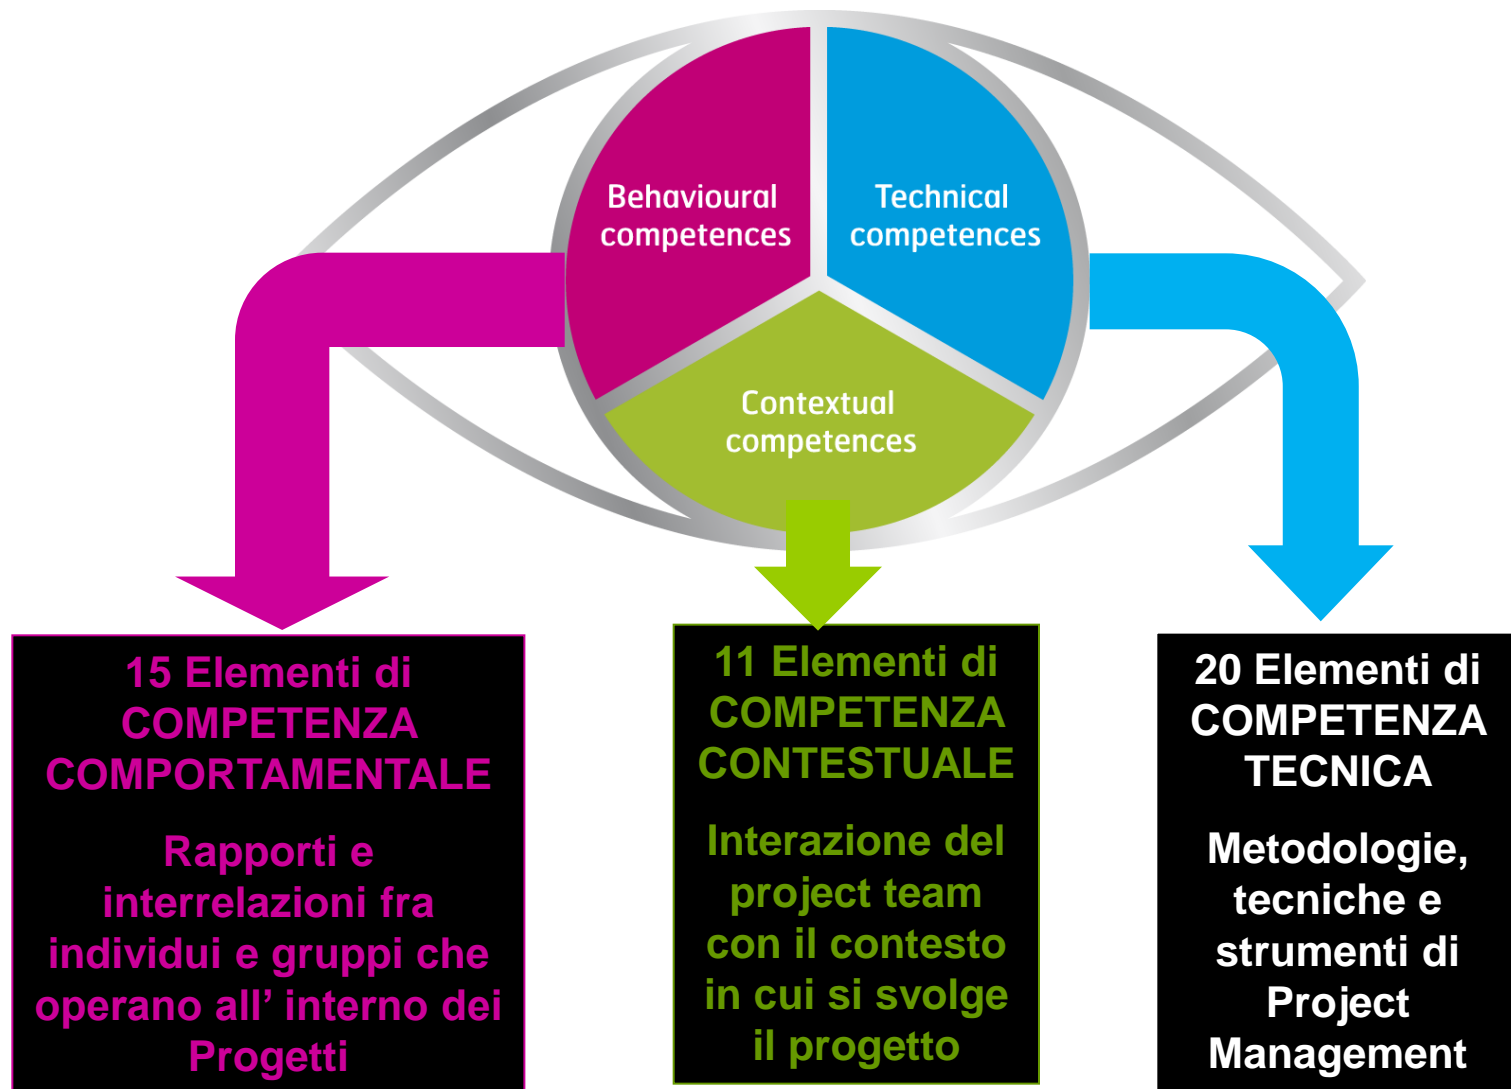 Behavioural
competences
Technical
competences
Contextual
competences
15 Elementi di
COMPETENZA
COMPORTAMENTALE
Rapporti e
interrelazioni fra
individui e gruppi che
operano all’ interno dei
Progetti
11 Elementi di
COMPETENZA
CONTESTUALE
Interazione del
project team
con il contesto
in cui si svolge
il progetto
20 Elementi di
COMPETENZA
TECNICA
Metodologie,
tecniche e
strumenti di
Project
Management